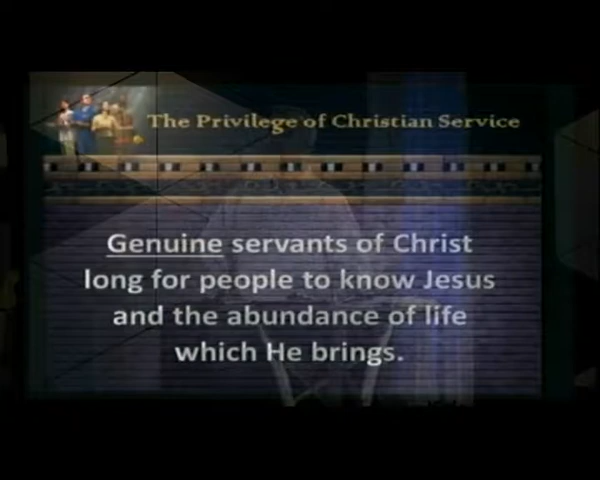 The Privilege of Christian Service
Genuine servants of Christ
long for people to know Jesus
and the abundance of life
which He brings.